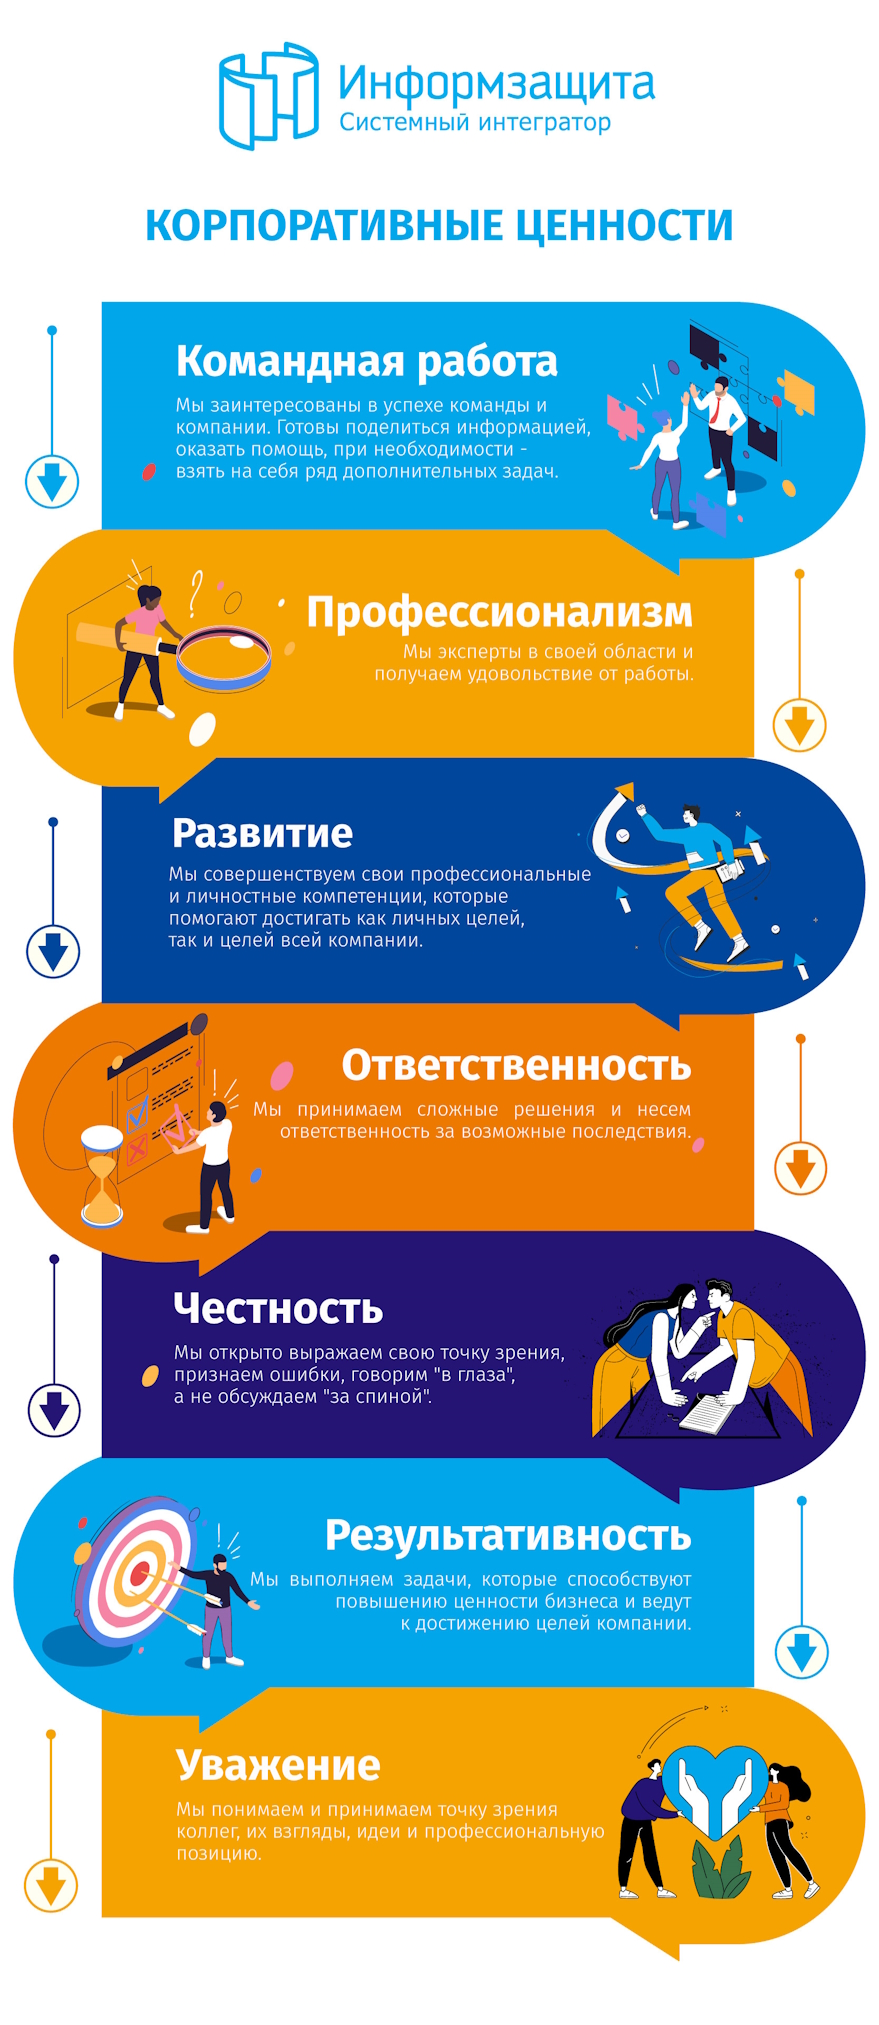 Информзащита
Системный интегратор
КОРПОРАТИВНЫЕ ЦЕННОСТИ
Командная работа
Мы заинтересованы в успехе команды и
компании. Готовы поделиться информацией,
оказать помощь, при необходимости -
взять на себя ряд дополнительных задач.
Профессионализм
Мы эксперты в своей области и
получаем удовольствие от работы.
Развитие
Мы совершенствуем свои профессиональные
и личностные компетенции, которые
помогают достигать как личных целей,
так и целей всей компании.
Ответственность
Мы принимаем сложные решения и несем
ответственность за возможные последствия.
Честность
Мы открыто выражаем свою точку зрения,
признаем ошибки, говорим "в глаза",
а не обсуждаем "за спиной".
Результативность
Мы выполняем задачи, которые способствуют
повышению ценности бизнеса и ведут
к достижению целей компании.
Уважение
Мы понимаем и принимаем точку зрения
коллег, их взгляды, идеи и профессиональную
позицию.